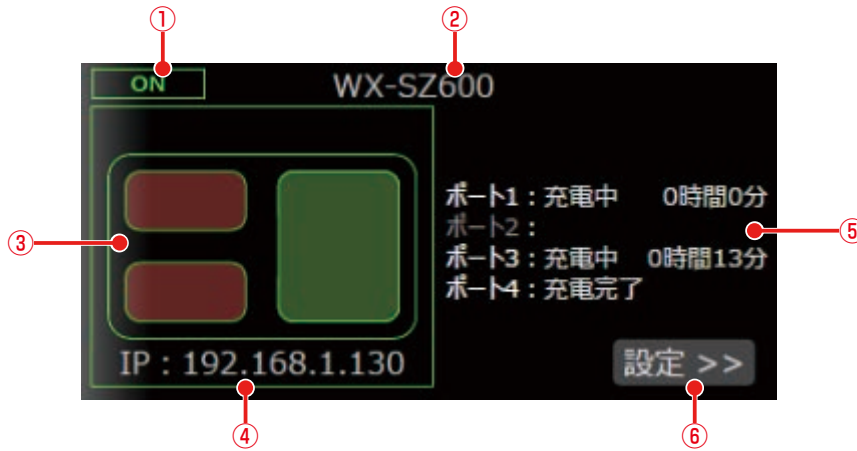 ① ②
ON WX-SZ600
ポート1：充電中 0時間0分
ポート2：
③ ⑤
ポート3：充電中 0時間13分
ポート4：充電完了
IP : 192.168.1.130 設定 >>
④ ⑥